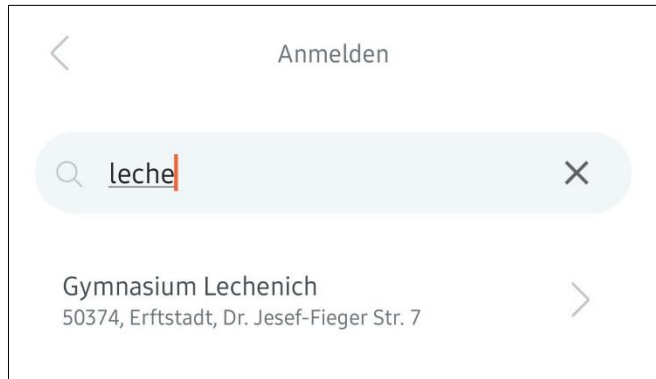 Anmelden
leche
Gymnasium Lechenich
50374, Erftstadt, Dr. Jesef-Fieger Str. 7